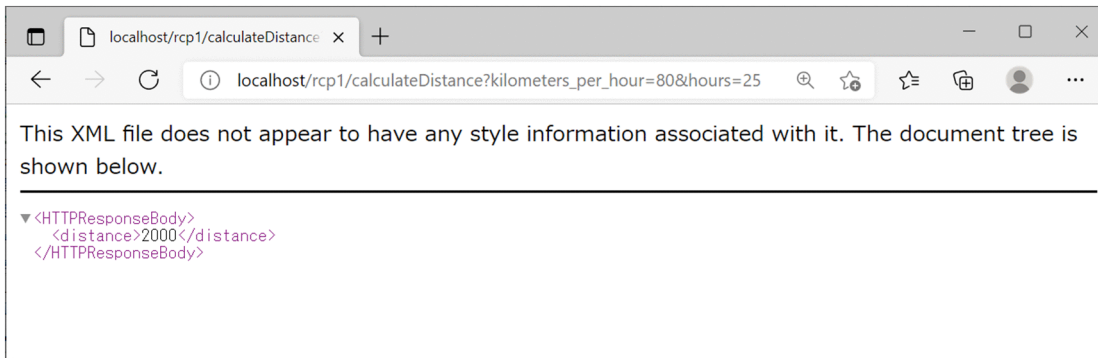 localhost/rcp1/calculateDistance
localhost/rcp1/calculateDistance?kilometers_per_hour=80&hours=25
This XML file does not appear to have any style information associated with it. The document tree is
shown below.
▼<HTTPResponseBody>
<distance>2000</distance>
</HTTPResponseBody>